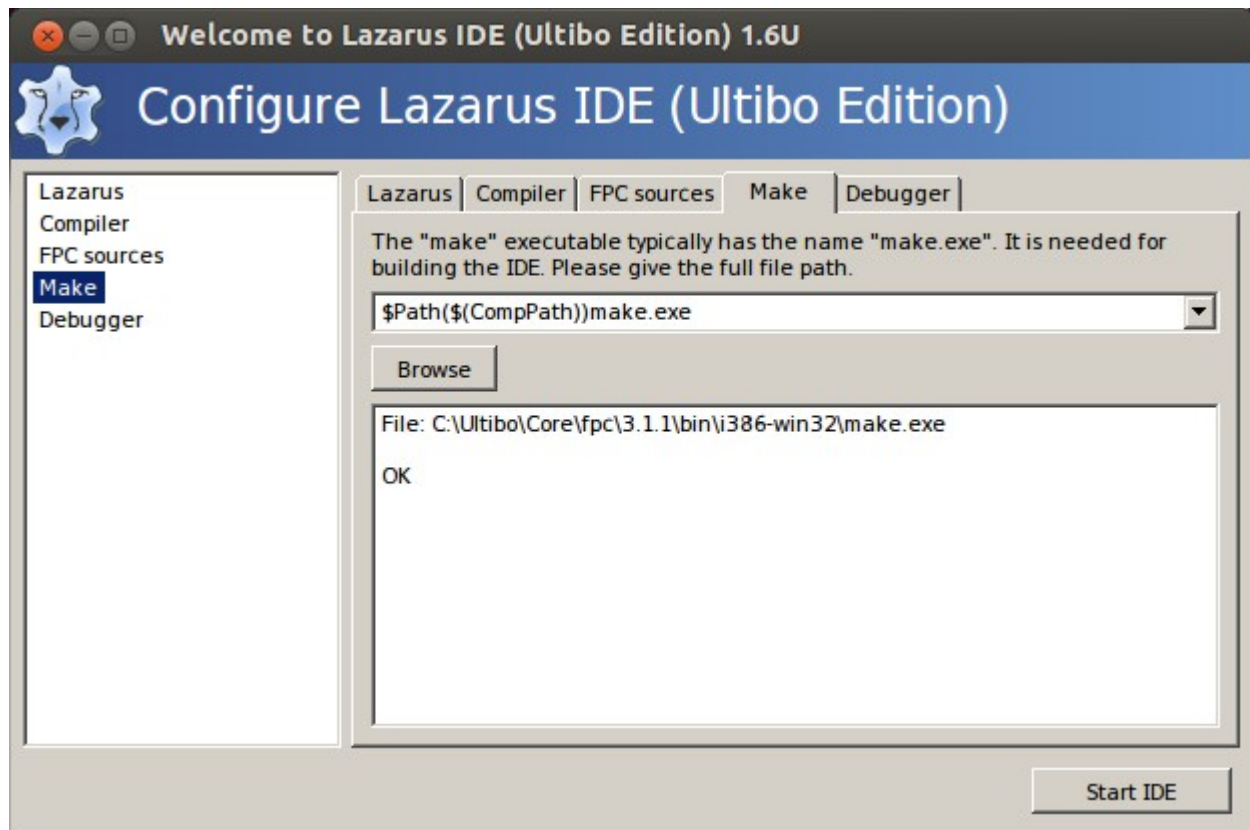 Welcome to Lazarus IDE (Ultibo Edition) 1.6U
Configure Lazarus IDE (Ultibo Edition)
Lazarus
Compiler
FPC sources
Make
Debugger
Lazarus Compiler FPC sources Make Debugger
The "make" executable typically has the name "make.exe". It is needed for
building the IDE. Please give the full file path.
$Path($(CompPath))make.exe
Browse
File: C:\Ultibo\Core\fpc\3.1.1\bin\i386-win32\make.exe
OK
Start IDE